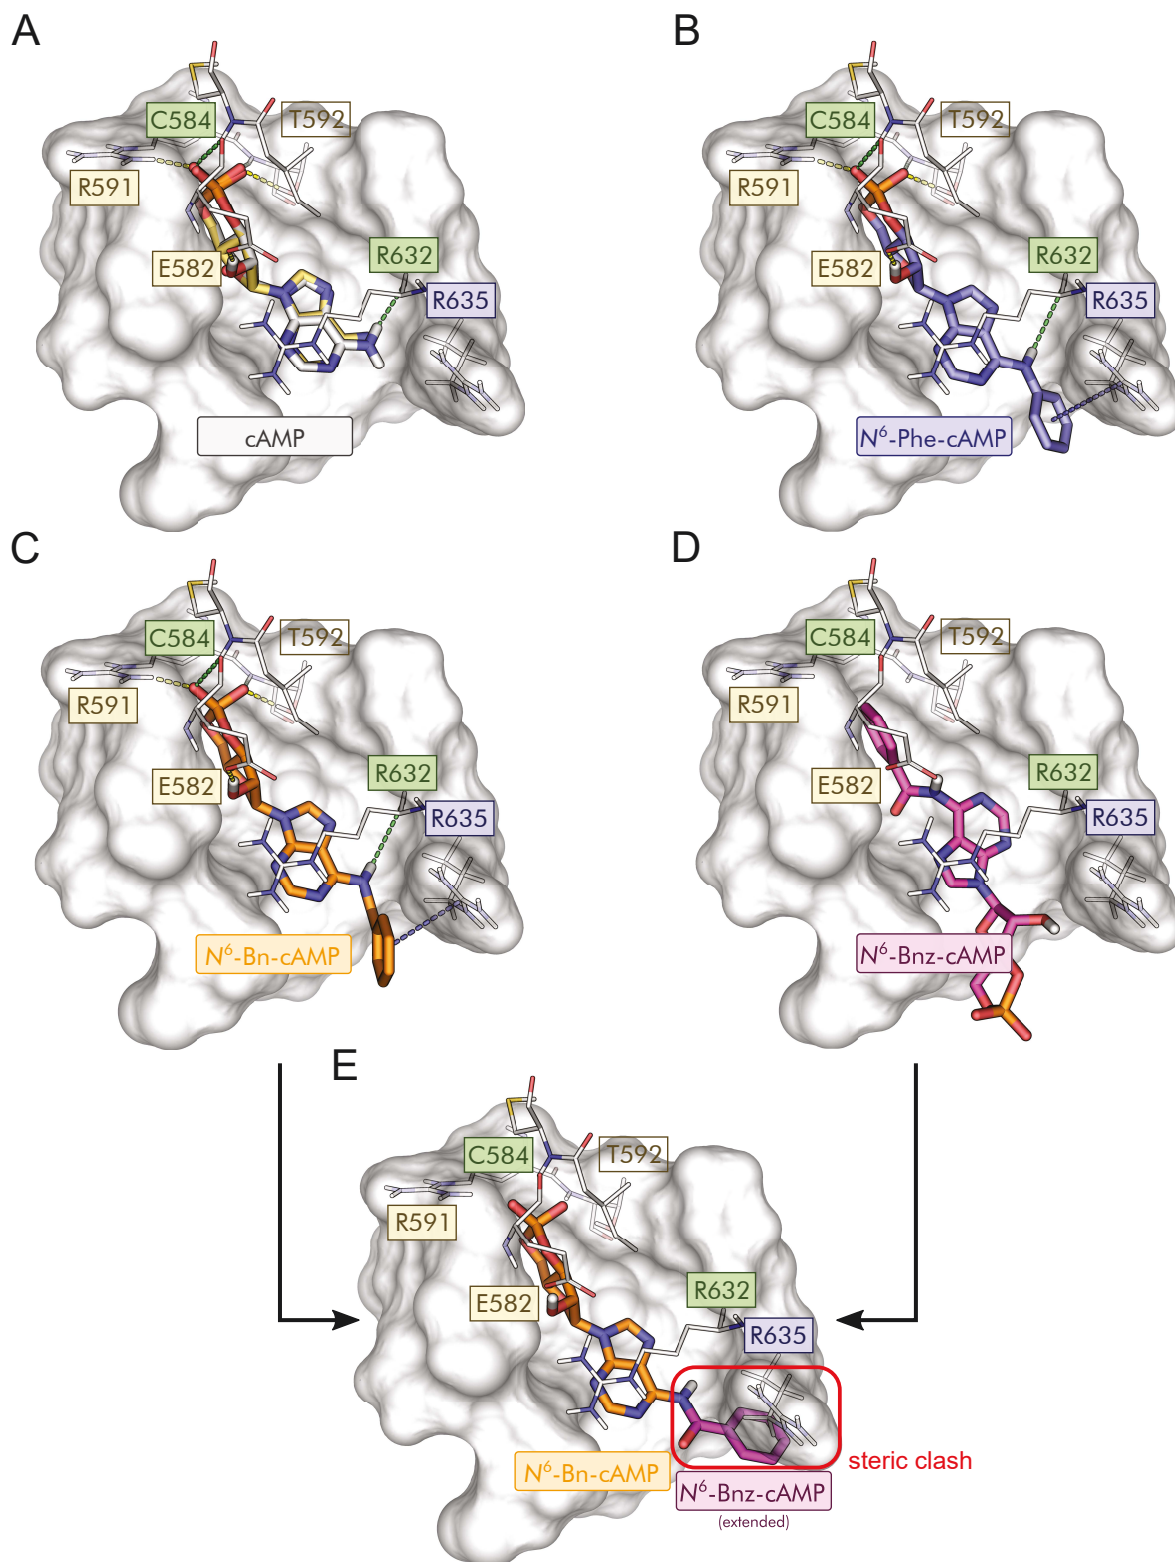 A
C584
T592
R591
E582
R632
R635
cAMP
B
C584
T592
R591
E582
R632
R635
N⁶-Phe-cAMP
C
C584
T592
R591
E582
R632
R635
N⁶-Bn-cAMP
D
C584
T592
R591
E582
R632
R635
N⁶-Bnz-cAMP
E
C584
T592
R591
E582
R632
R635
steric clash
N⁶-Bn-cAMP
N⁶-Bnz-cAMP
(extended)